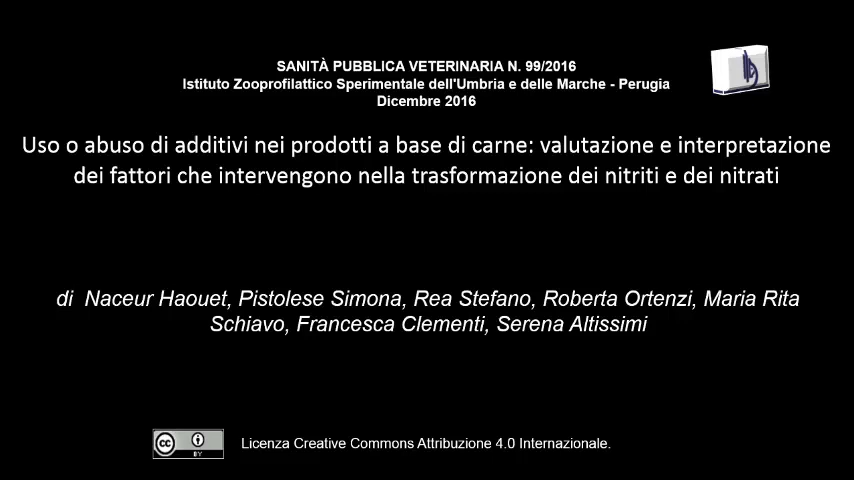 SANITÀ PUBBLICA VETERINARIA N. 99/2016
Istituto Zooprofilattico Sperimentale dell'Umbria e delle Marche - Perugia
Dicembre 2016
Uso o abuso di additivi nei prodotti a base di carne: valutazione e interpretazione
dei fattori che intervengono nella trasformazione dei nitriti e dei nitrati
di Naceur Haouet, Pistolese Simona, Rea Stefano, Roberta Ortenzi, Maria Rita
Schiavo, Francesca Clementi, Serena Altissimi
cc BY Licenza Creative Commons Attribuzione 4.0 Internazionale.